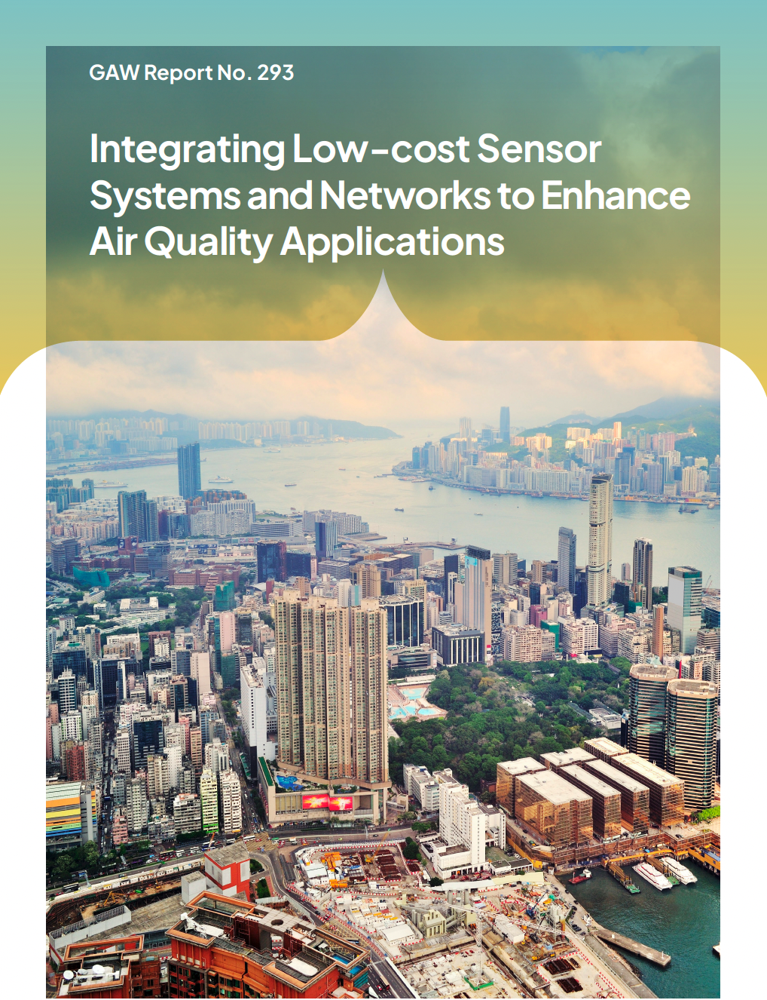 GAW Report No. 293
Integrating Low-cost Sensor
Systems and Networks to Enhance
Air Quality Applications